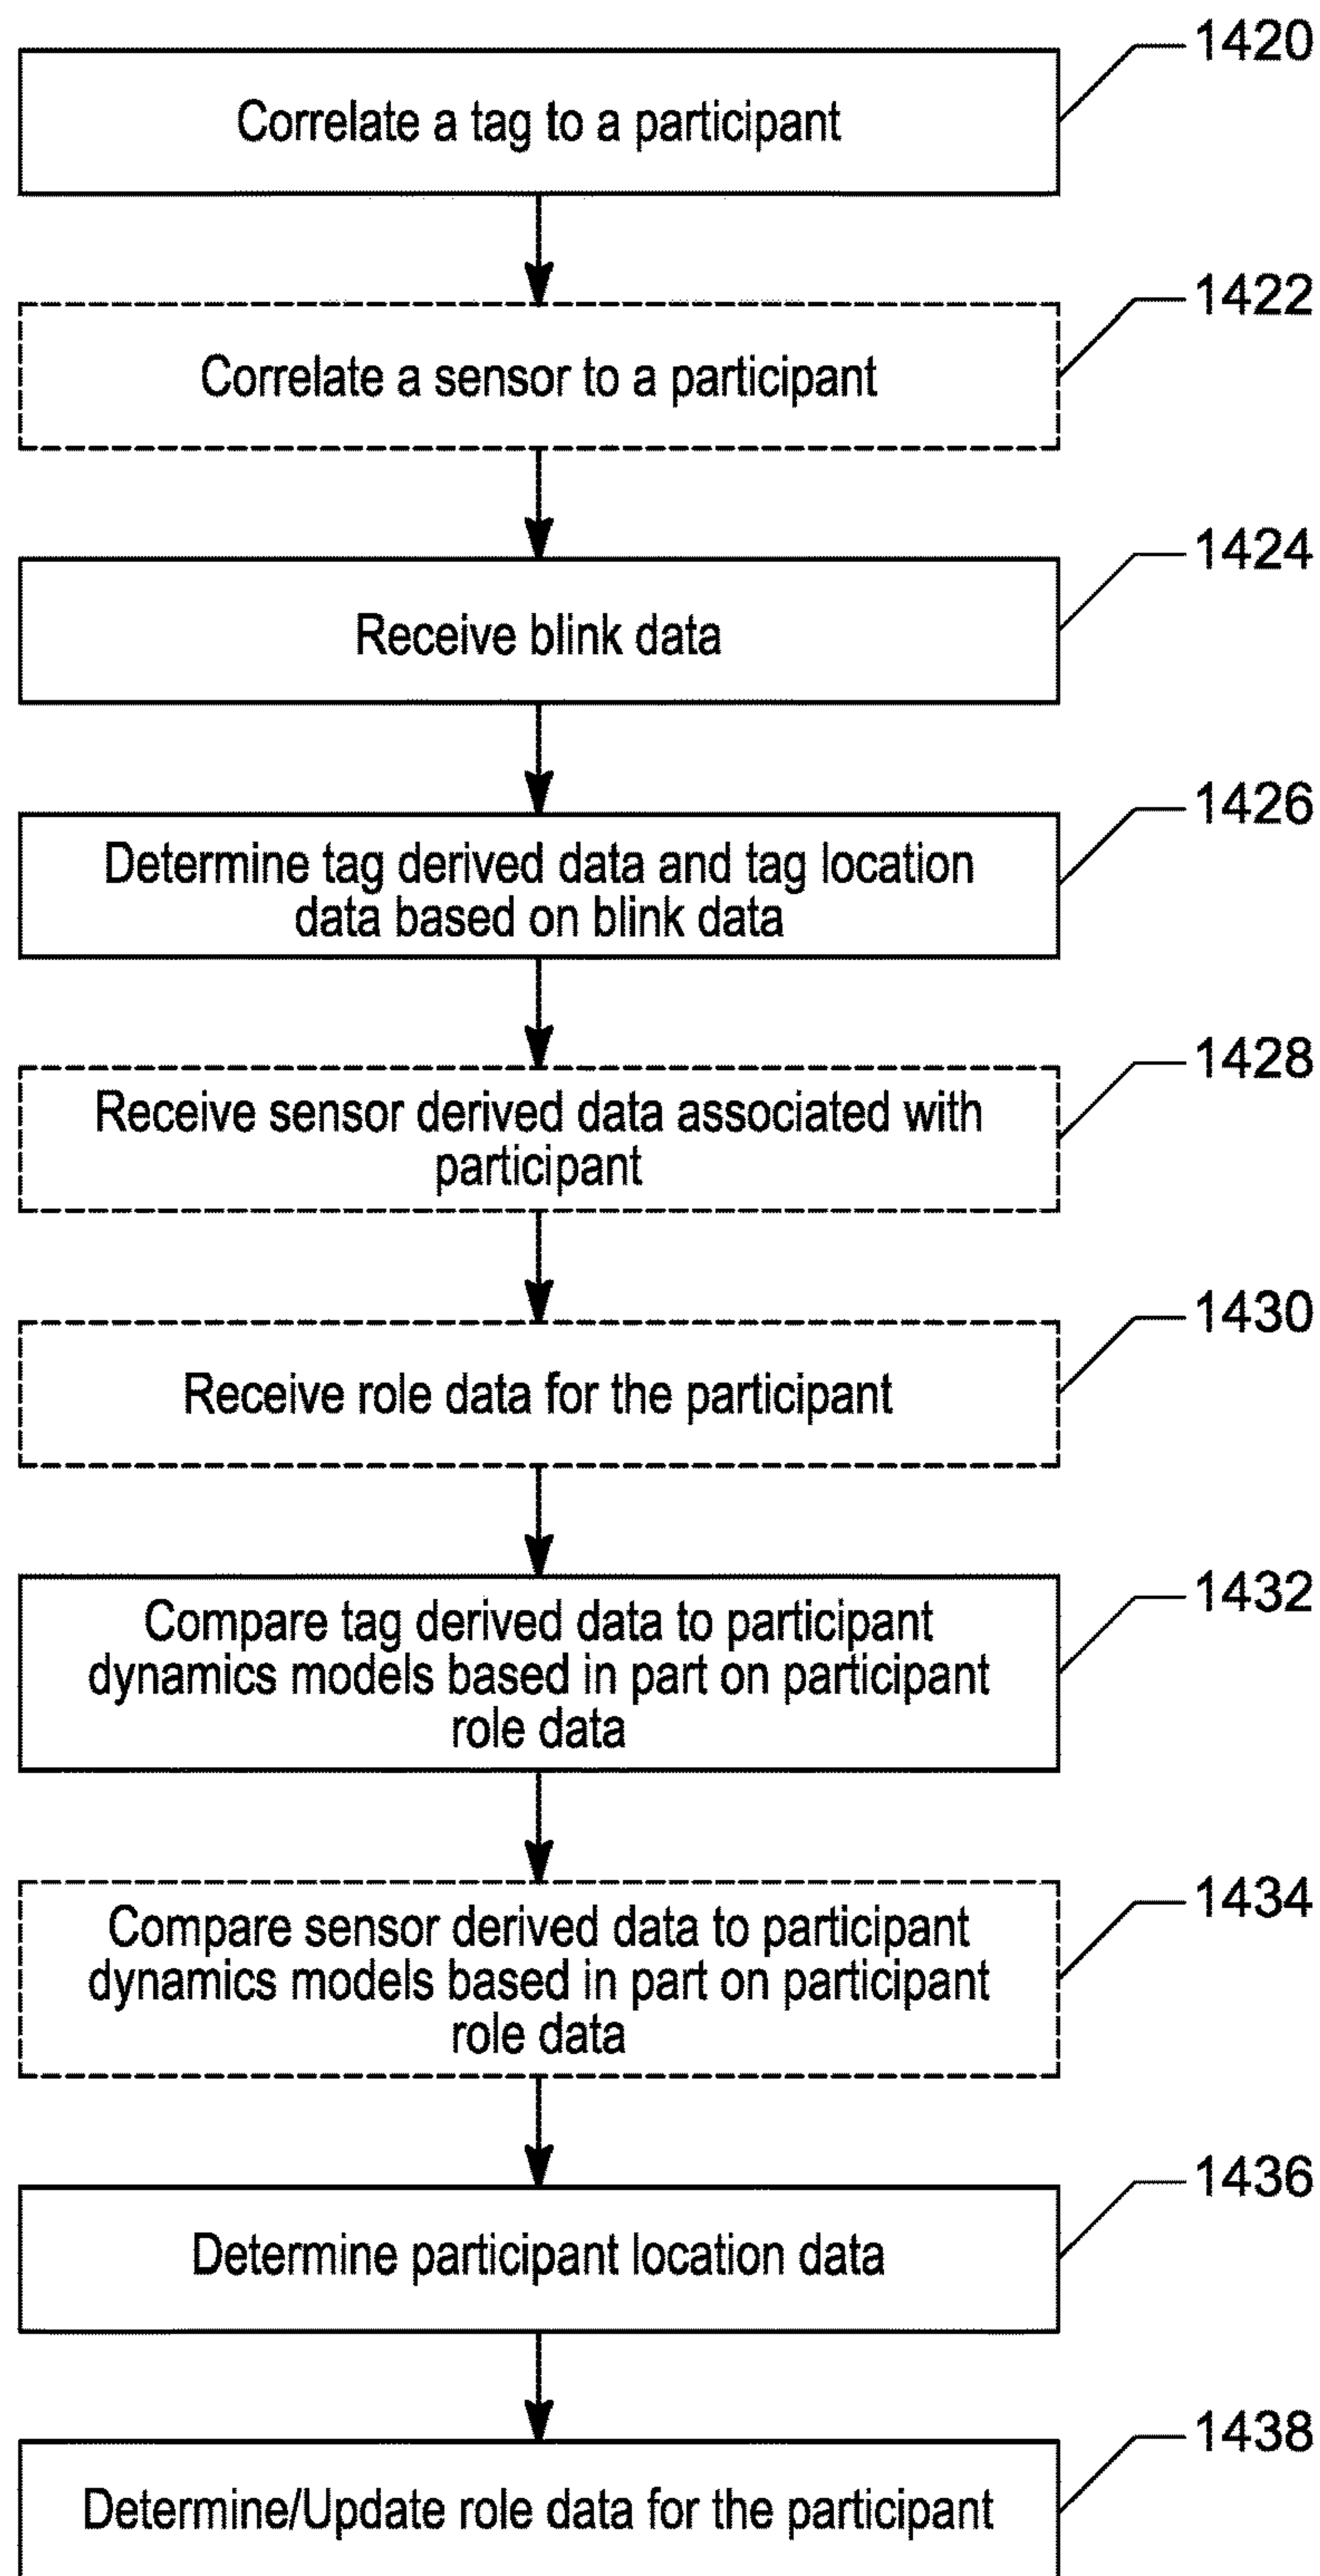 1420
Correlate a tag to a participant
1422
Correlate a sensor to a participant
1424
Receive blink data
1426
Determine tag derived data and tag location
data based on blink data
1428
Receive sensor derived data associated with
participant
1430
Receive role data for the participant
1432
Compare tag derived data to participant
dynamics models based in part on participant
role data
1434
Compare sensor derived data to participant
dynamics models based in part on participant
role data
1436
Determine participant location data
1438
Determine/Update role data for the participant